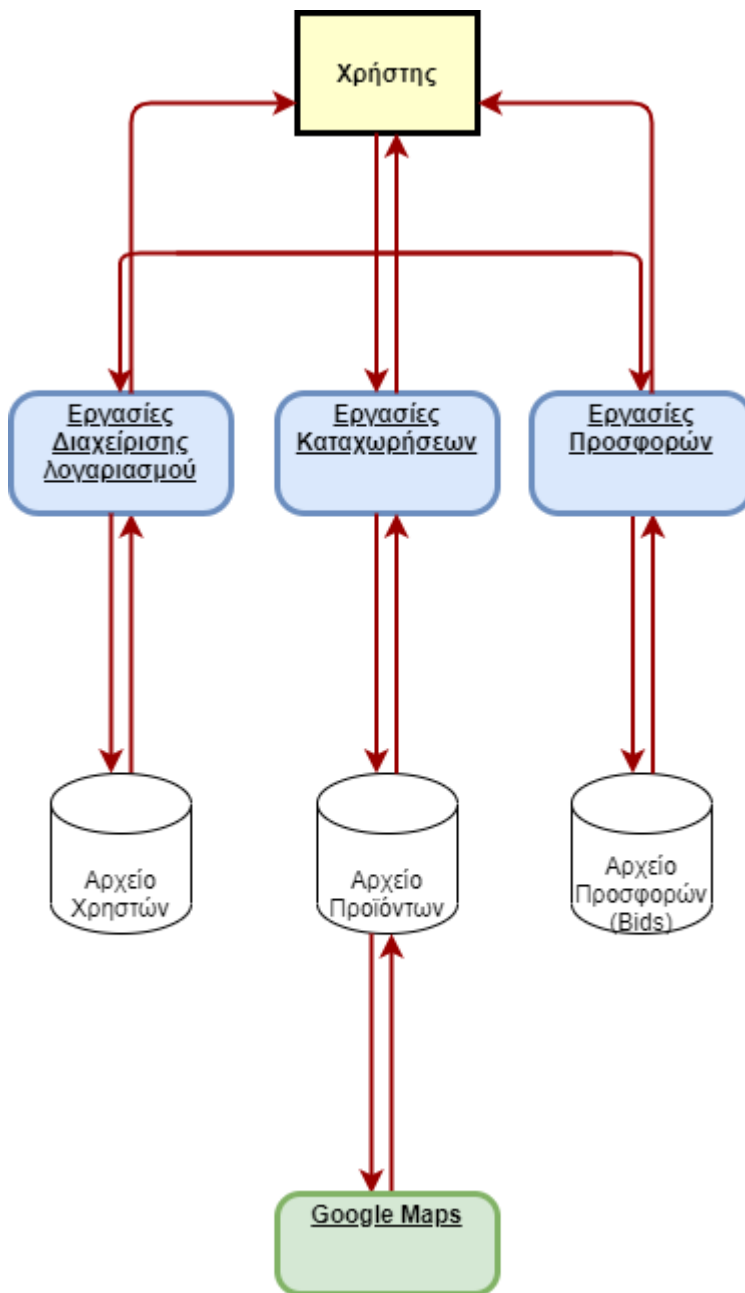 Χρήστης
Εργασίες
Διαχείρισης
λογαριασμού
Εργασίες
Καταχωρήσεων
Εργασίες
Προσφορών
Αρχείο
Χρηστών
Αρχείο
Προϊόντων
Αρχείο
Προσφορών
(Bids)
Google Maps